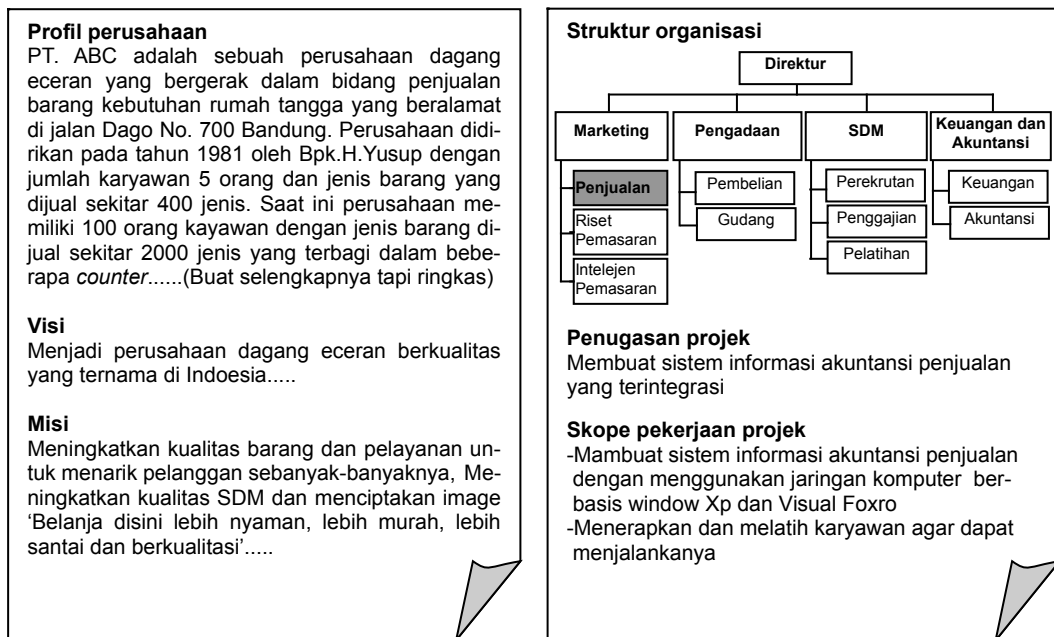 Profil perusahaan
PT. ABC adalah sebuah perusahaan dagang
eceran yang bergerak dalam bidang penjualan
barang kebutuhan rumah tangga yang beralamat
di jalan Dago No. 700 Bandung. Perusahaan didi-
rikan pada tahun 1981 oleh Bpk.H.Yusup dengan
jumlah karyawan 5 orang dan jenis barang yang
dijual sekitar 400 jenis. Saat ini perusahaan me-
miliki 100 orang kayawan dengan jenis barang di-
jual sekitar 2000 jenis yang terbagi dalam bebe-
rapa counter......(Buat selengkapnya tapi ringkas)
Visi
Menjadi perusahaan dagang eceran berkualitas
yang ternama di Indoesia.....
Misi
Meningkatkan kualitas barang dan pelayanan un-
tuk menarik pelanggan sebanyak-banyaknya, Me-
ningkatkan kualitas SDM dan menciptakan image
‘Belanja disini lebih nyaman, lebih murah, lebih
santai dan berkualitasi’.....
Struktur organisasi
Direktur
Marketing
Penjualan
Riset
Pemasaran
Intelejen
Pemasaran
Pengadaan
Pembelian
Gudang
SDM
Perekrutan
Penggajian
Pelatihan
Keuangan dan
Akuntansi
Keuangan
Akuntansi
Penugasan projek
Membuat sistem informasi akuntansi penjualan
yang terintegrasi
Skope pekerjaan projek
-Mambuat sistem informasi akuntansi penjualan
dengan menggunakan jaringan komputer ber-
basis window Xp dan Visual Foxro
-Menerapkan dan melatih karyawan agar dapat
menjalankanya